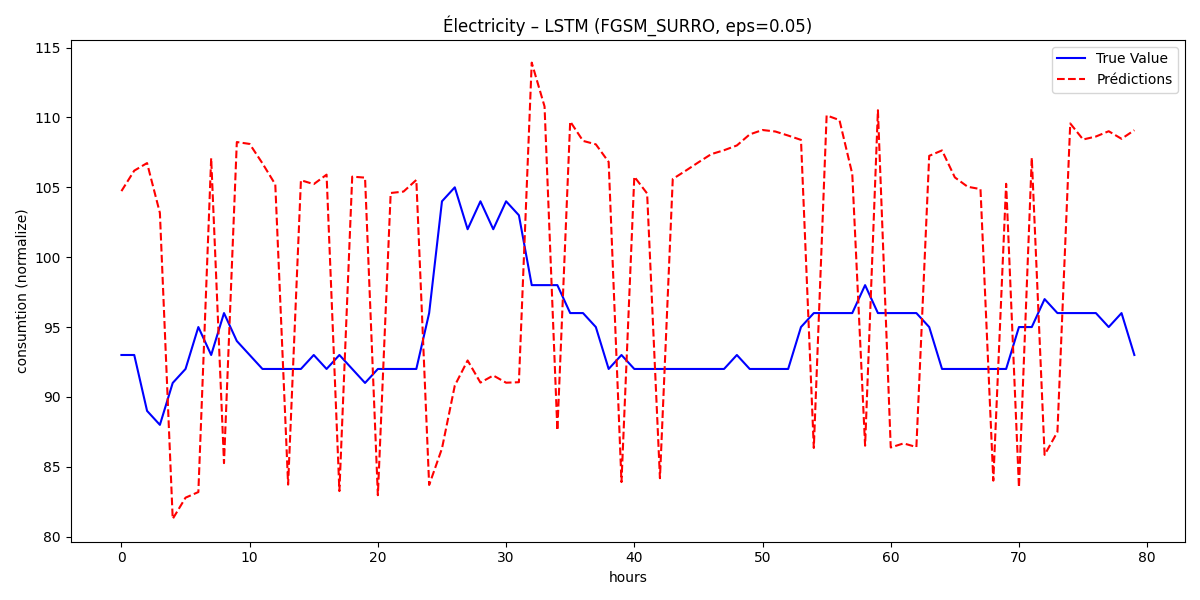 Électricity – LSTM (FGSM_SURRO, eps=0.05)
True Value
Prédictions
consumtion (normalize)
115
110
105
100
95
90
85
80
0 10 20 30 40 50 60 70 80
hours